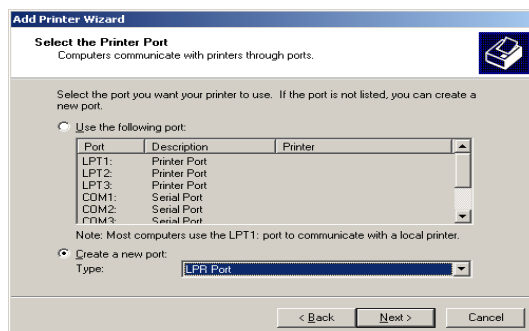 Add Printer Wizard
Select the Printer Port
Computers communicate with printers through ports.
Select the port you want your printer to use. If the port is not listed, you can create a
new port.
Use the following port:
Port Description Printer
LPT1: Printer Port
LPT2: Printer Port
LPT3: Printer Port
COM1: Serial Port
COM2: Serial Port
COM3: Serial Port
Note: Most computers use the LPT1: port to communicate with a local printer.
Create a new port:
Type: LPR Port
< Back Next > Cancel